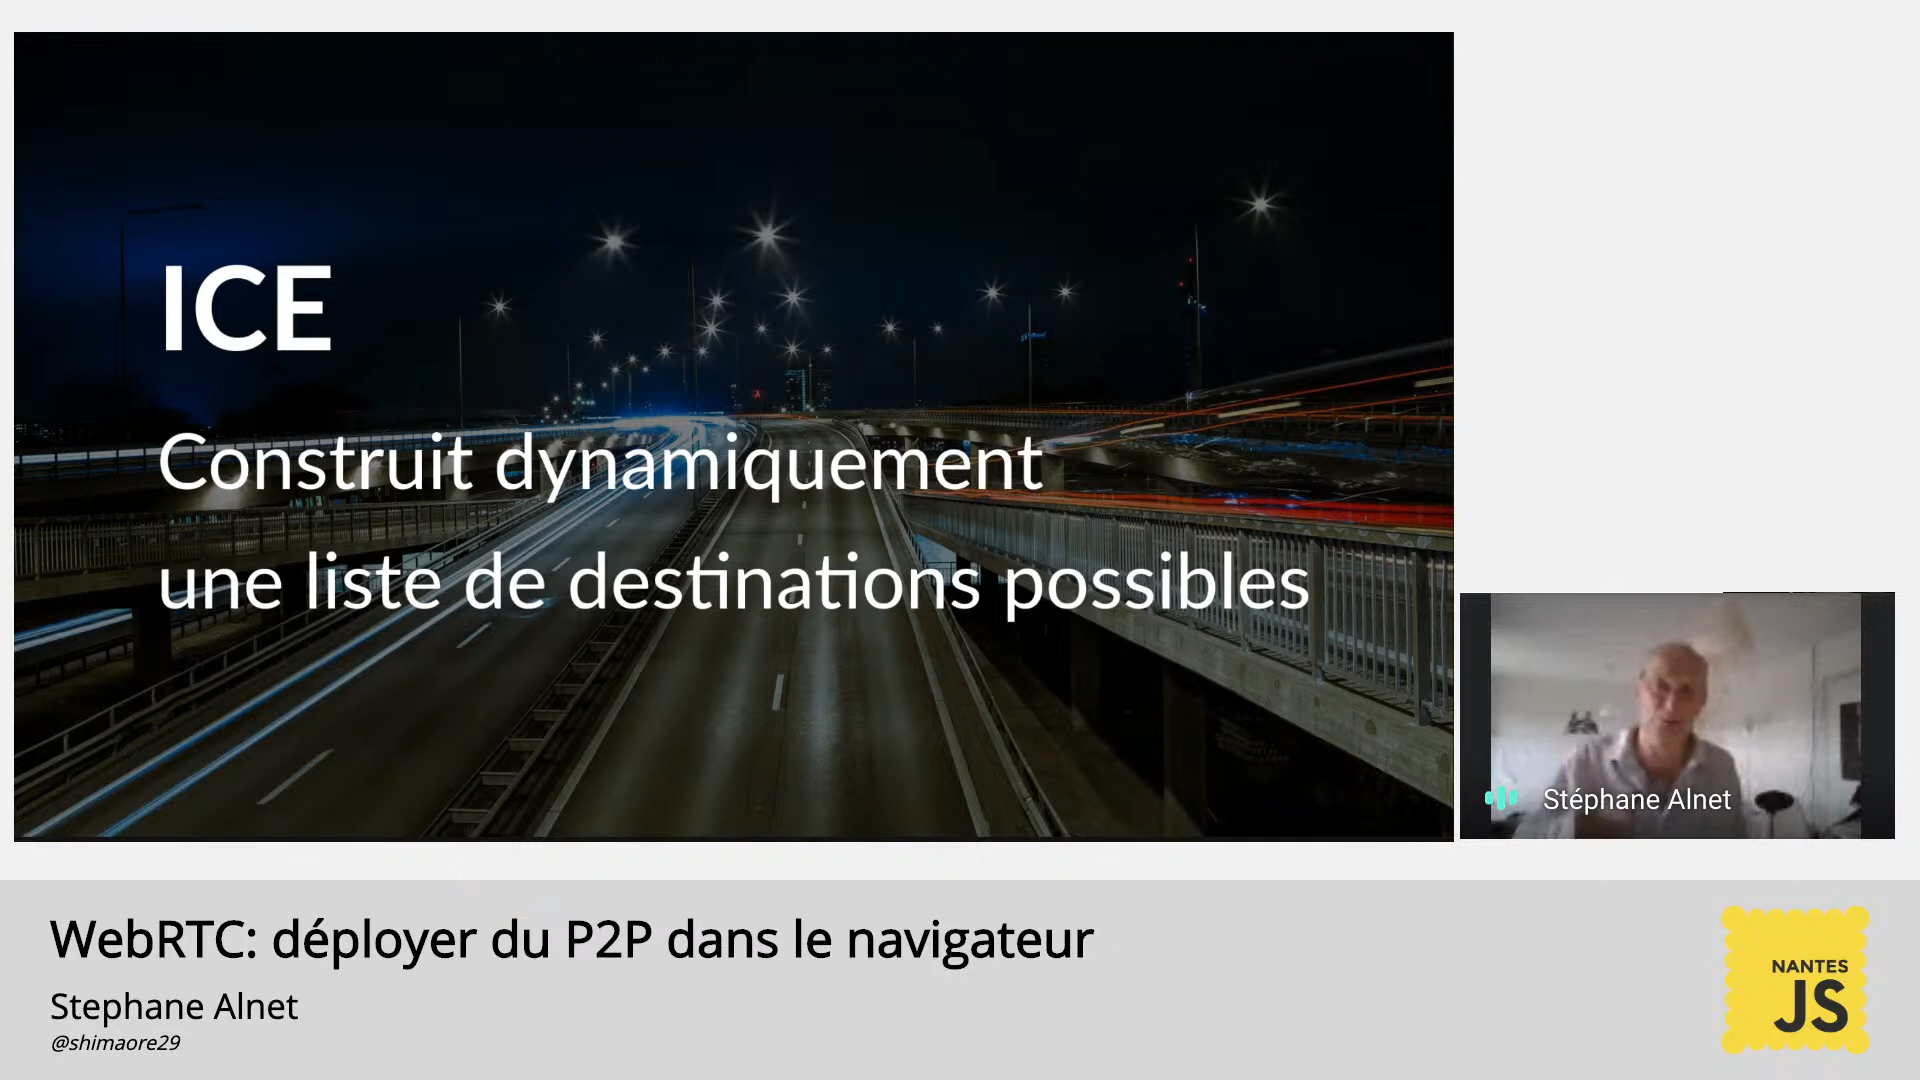 ICE
Construit dynamiquement
une liste de destinations possibles
Stéphane Alnet
WebRTC: déployer du P2P dans le navigateur
Stephane Alnet
@shimaore29
NANTES
JS